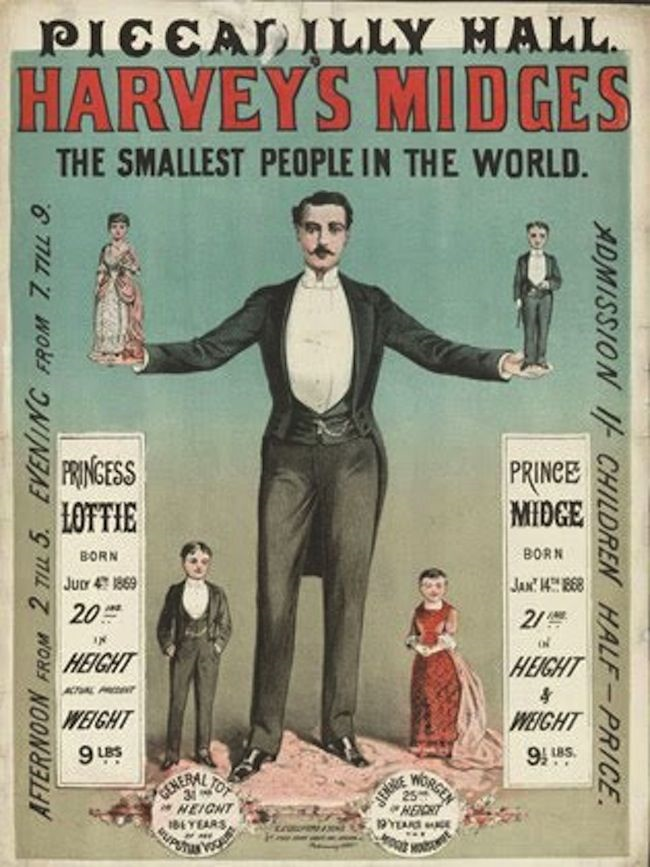 PICCADILLY HALL.
HARVEY'S MIDGES
THE SMALLEST PEOPLE IN THE WORLD.
AFTERNOON FROM 2 TILL 5. EVENING FROM 7. TILL 9.
ADMISSION 1/- CHILDREN HALF-PRICE.
PRINCESS
LOTTIE
BORN
JULY 4TH 1869
20 INS.
IN
HEIGHT
ACTUAL PRESENT
WEIGHT
9 LBS
PRINCE
MIDGE
BORN
JANY 14TH 1868
21 INS.
IN
HEIGHT
&
WEIGHT
9½ LBS.
GENERAL TOT
31 INS
IN HEIGHT
18½ YEARS
OF AGE
LILIPUTIAN VOCALIST
JENNIE WORGEN
25 INS
IN HEIGHT
19 YEARS OF AGE
THE
MIDGES HOUSEWIFE